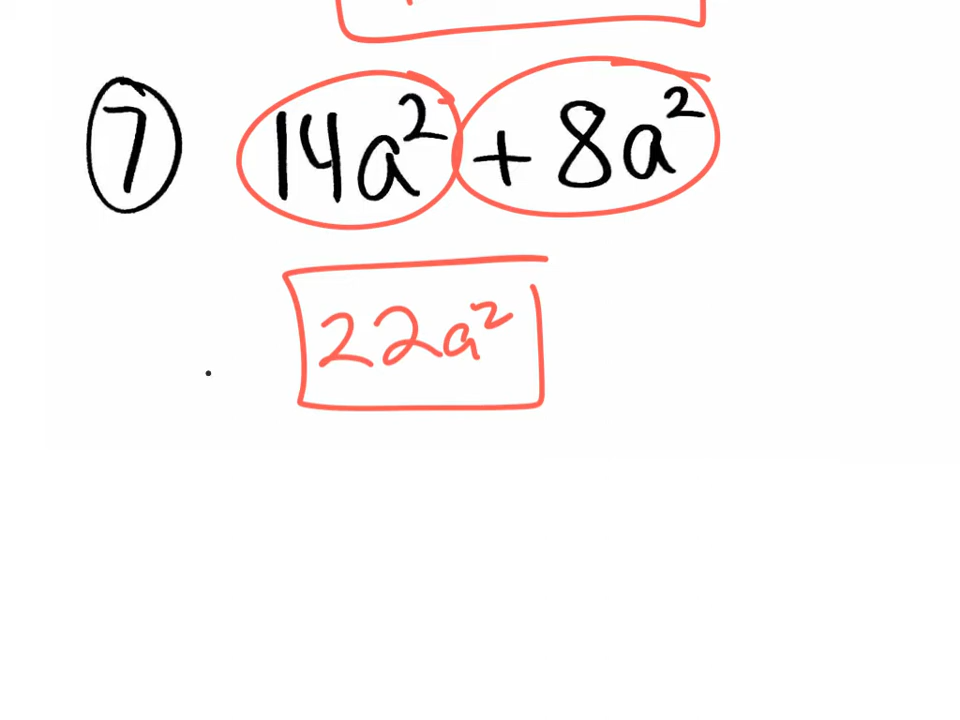 7 14a² + 8a²
22a²